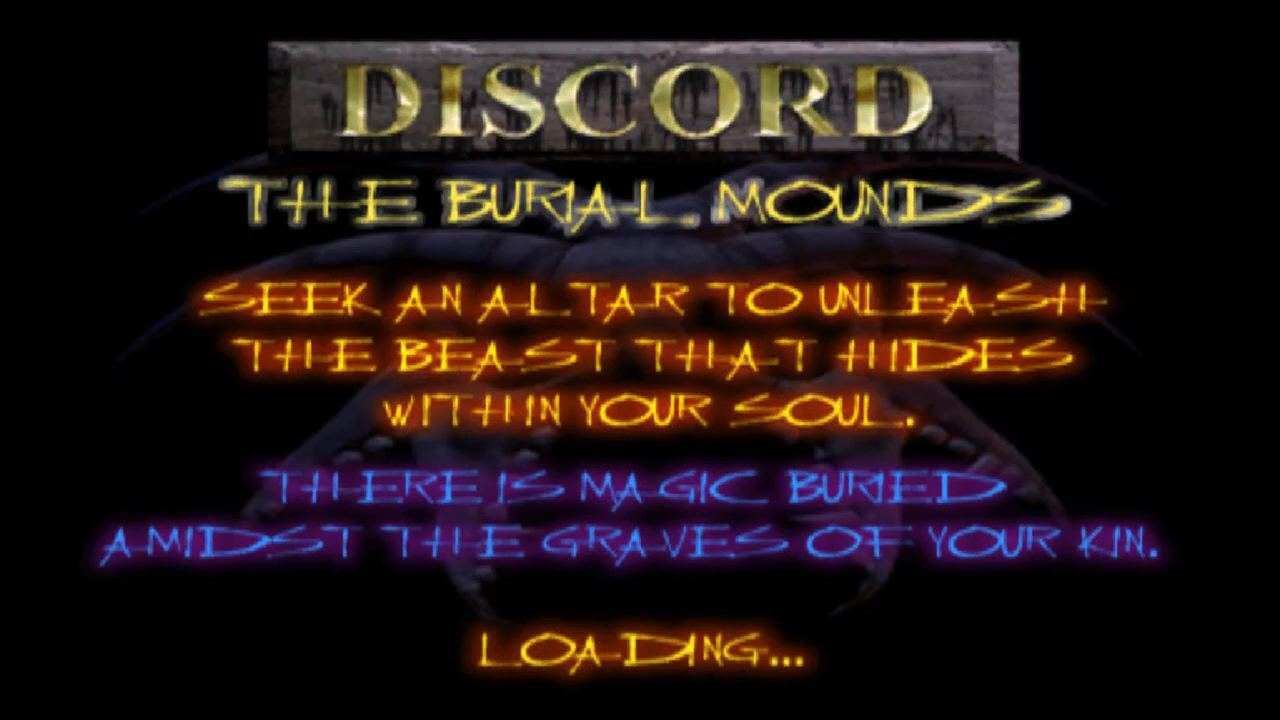 DISCORD
THE BURIAL MOUNDS
SEEK AN ALTAR TO UNLEASH
THE BEAST THAT HIDES
WITHIN YOUR SOUL.
THERE IS MAGIC BURIED
AMIDST THE GRAVES OF YOUR KIN.
LOADING...